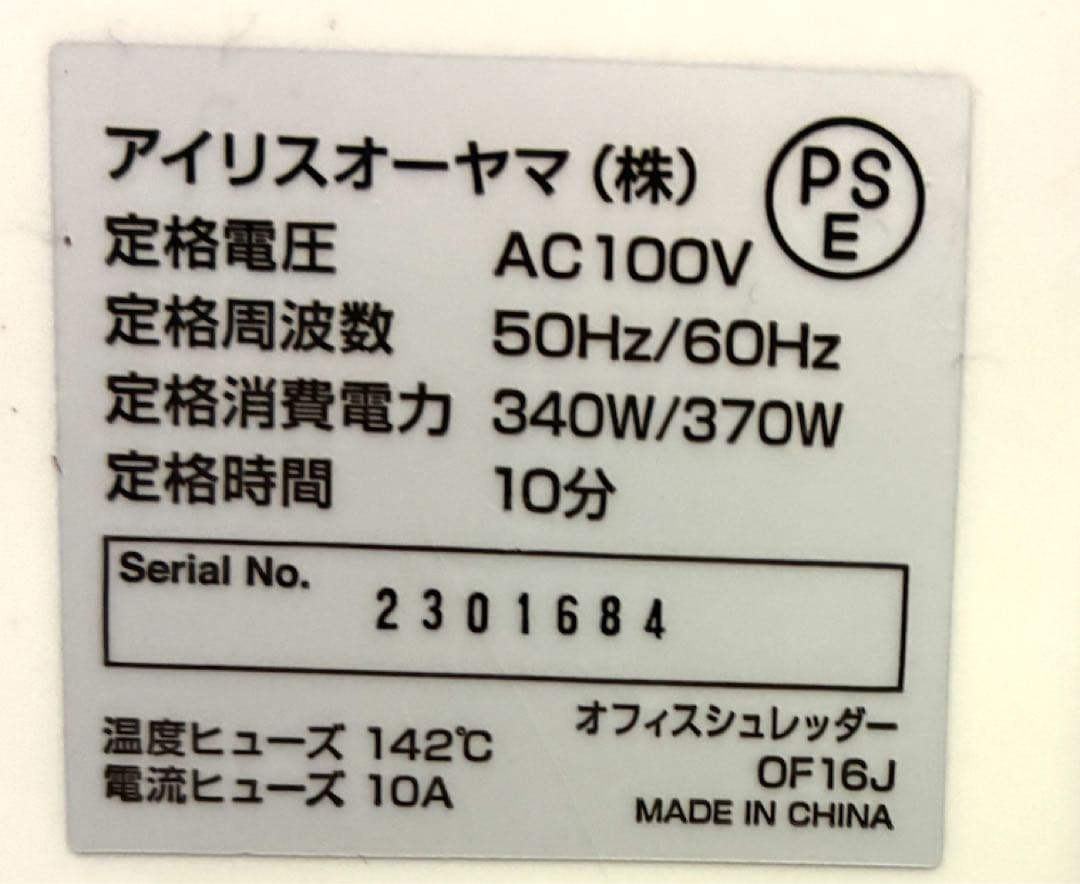 アイリスオーヤマ（株）
PS
E
定格電圧 AC100V
定格周波数 50Hz/60Hz
定格消費電力 340W/370W
定格時間 10分
Serial No.
2301684
温度ヒューズ 142℃
電流ヒューズ 10A
オフィスシュレッダー
OF16J
MADE IN CHINA